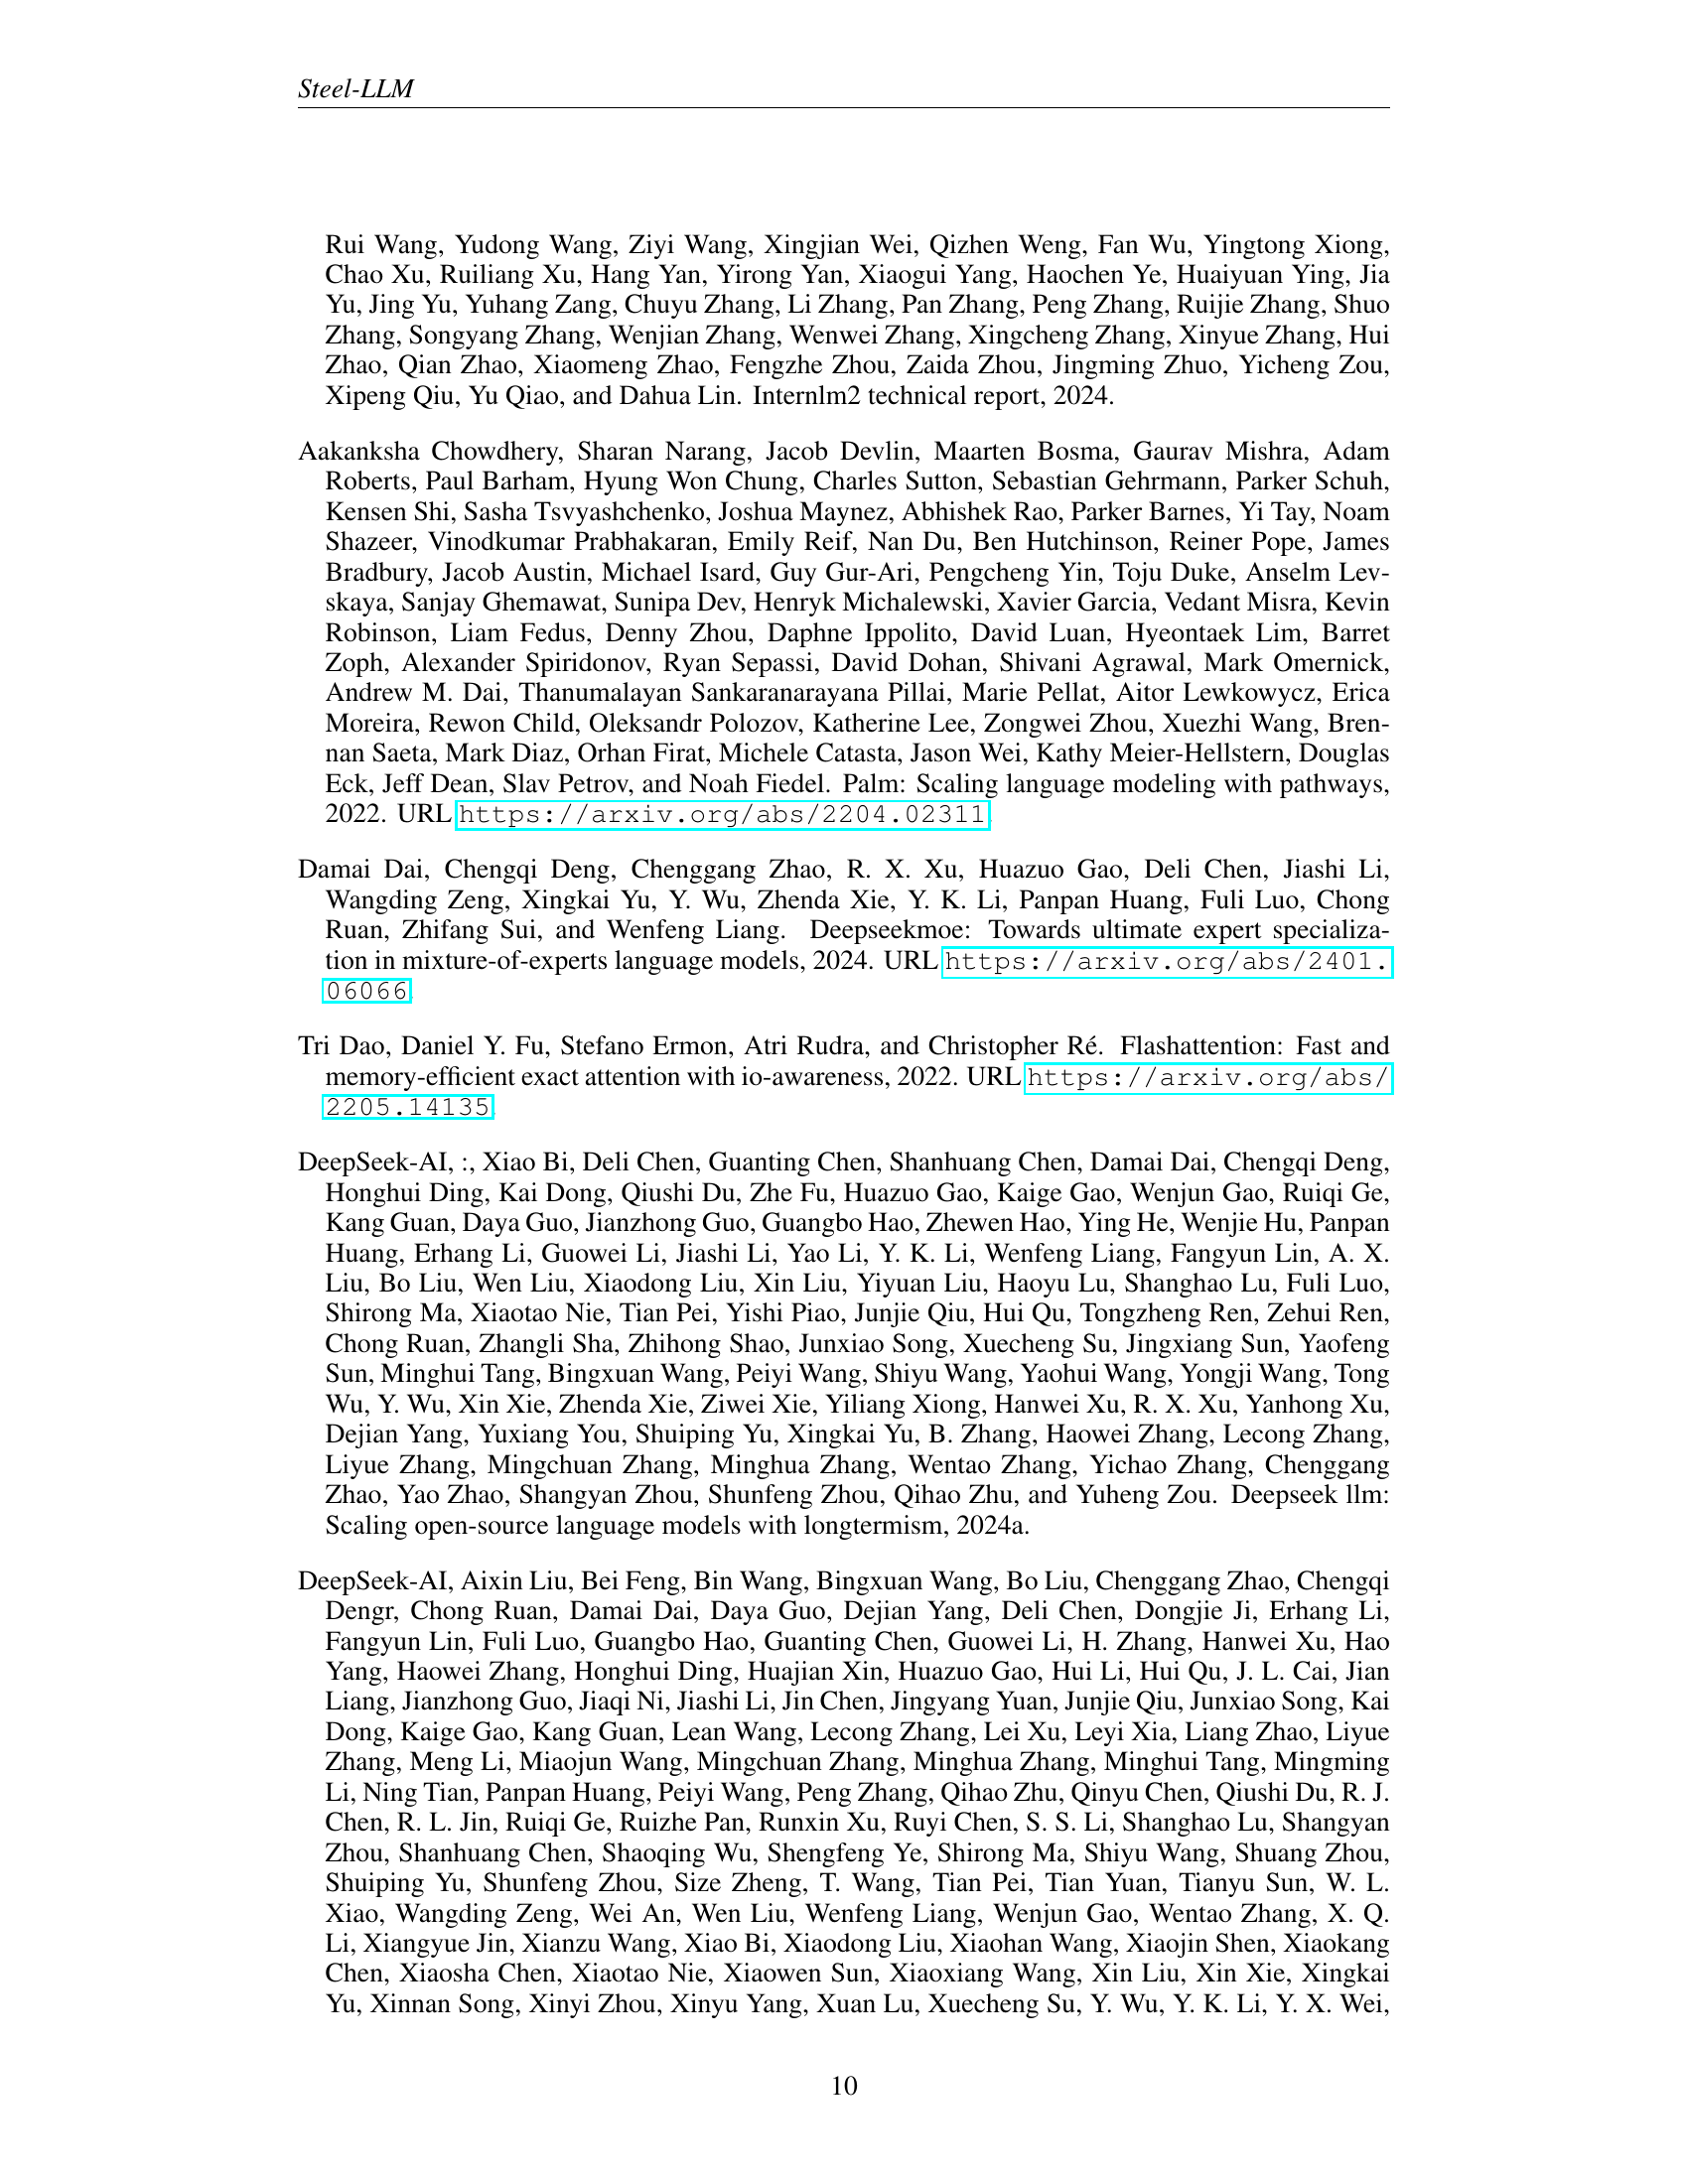 Steel-LLM
Rui Wang, Yudong Wang, Ziyi Wang, Xingjian Wei, Qizhen Weng, Fan Wu, Yingtong Xiong,
Chao Xu, Ruiliang Xu, Hang Yan, Yirong Yan, Xiaogui Yang, Haochen Ye, Huaiyuan Ying, Jia
Yu, Jing Yu, Yuhang Zang, Chuyu Zhang, Li Zhang, Pan Zhang, Peng Zhang, Ruijie Zhang, Shuo
Zhang, Songyang Zhang, Wenjian Zhang, Wenwei Zhang, Xingcheng Zhang, Xinyue Zhang, Hui
Zhao, Qian Zhao, Xiaomeng Zhao, Fengzhe Zhou, Zaida Zhou, Jingming Zhuo, Yicheng Zou,
Xipeng Qiu, Yu Qiao, and Dahua Lin. Internlm2 technical report, 2024.
Aakanksha Chowdhery, Sharan Narang, Jacob Devlin, Maarten Bosma, Gaurav Mishra, Adam
Roberts, Paul Barham, Hyung Won Chung, Charles Sutton, Sebastian Gehrmann, Parker Schuh,
Kensen Shi, Sasha Tsvyashchenko, Joshua Maynez, Abhishek Rao, Parker Barnes, Yi Tay, Noam
Shazeer, Vinodkumar Prabhakaran, Emily Reif, Nan Du, Ben Hutchinson, Reiner Pope, James
Bradbury, Jacob Austin, Michael Isard, Guy Gur-Ari, Pengcheng Yin, Toju Duke, Anselm Lev-
skaya, Sanjay Ghemawat, Sunipa Dev, Henryk Michalewski, Xavier Garcia, Vedant Misra, Kevin
Robinson, Liam Fedus, Denny Zhou, Daphne Ippolito, David Luan, Hyeontaek Lim, Barret
Zoph, Alexander Spiridonov, Ryan Sepassi, David Dohan, Shivani Agrawal, Mark Omernick,
Andrew M. Dai, Thanumalayan Sankaranarayana Pillai, Marie Pellat, Aitor Lewkowycz, Erica
Moreira, Rewon Child, Oleksandr Polozov, Katherine Lee, Zongwei Zhou, Xuezhi Wang, Bren-
nan Saeta, Mark Diaz, Orhan Firat, Michele Catasta, Jason Wei, Kathy Meier-Hellstern, Douglas
Eck, Jeff Dean, Slav Petrov, and Noah Fiedel. Palm: Scaling language modeling with pathways,
2022. URL https://arxiv.org/abs/2204.02311.
Damai Dai, Chengqi Deng, Chenggang Zhao, R. X. Xu, Huazuo Gao, Deli Chen, Jiashi Li,
Wangding Zeng, Xingkai Yu, Y. Wu, Zhenda Xie, Y. K. Li, Panpan Huang, Fuli Luo, Chong
Ruan, Zhifang Sui, and Wenfeng Liang. Deepseekmoe: Towards ultimate expert specializa-
tion in mixture-of-experts language models, 2024. URL https://arxiv.org/abs/2401.
06066.
Tri Dao, Daniel Y. Fu, Stefano Ermon, Atri Rudra, and Christopher Ré. Flashattention: Fast and
memory-efficient exact attention with io-awareness, 2022. URL https://arxiv.org/abs/
2205.14135.
DeepSeek-AI, :, Xiao Bi, Deli Chen, Guanting Chen, Shanhuang Chen, Damai Dai, Chengqi Deng,
Honghui Ding, Kai Dong, Qiushi Du, Zhe Fu, Huazuo Gao, Kaige Gao, Wenjun Gao, Ruiqi Ge,
Kang Guan, Daya Guo, Jianzhong Guo, Guangbo Hao, Zhewen Hao, Ying He, Wenjie Hu, Panpan
Huang, Erhang Li, Guowei Li, Jiashi Li, Yao Li, Y. K. Li, Wenfeng Liang, Fangyun Lin, A. X.
Liu, Bo Liu, Wen Liu, Xiaodong Liu, Xin Liu, Yiyuan Liu, Haoyu Lu, Shanghao Lu, Fuli Luo,
Shirong Ma, Xiaotao Nie, Tian Pei, Yishi Piao, Junjie Qiu, Hui Qu, Tongzheng Ren, Zehui Ren,
Chong Ruan, Zhangli Sha, Zhihong Shao, Junxiao Song, Xuecheng Su, Jingxiang Sun, Yaofeng
Sun, Minghui Tang, Bingxuan Wang, Peiyi Wang, Shiyu Wang, Yaohui Wang, Yongji Wang, Tong
Wu, Y. Wu, Xin Xie, Zhenda Xie, Ziwei Xie, Yiliang Xiong, Hanwei Xu, R. X. Xu, Yanhong Xu,
Dejian Yang, Yuxiang You, Shuiping Yu, Xingkai Yu, B. Zhang, Haowei Zhang, Lecong Zhang,
Liyue Zhang, Mingchuan Zhang, Minghua Zhang, Wentao Zhang, Yichao Zhang, Chenggang
Zhao, Yao Zhao, Shangyan Zhou, Shunfeng Zhou, Qihao Zhu, and Yuheng Zou. Deepseek llm:
Scaling open-source language models with longtermism, 2024a.
DeepSeek-AI, Aixin Liu, Bei Feng, Bin Wang, Bingxuan Wang, Bo Liu, Chenggang Zhao, Chengqi
Dengr, Chong Ruan, Damai Dai, Daya Guo, Dejian Yang, Deli Chen, Dongjie Ji, Erhang Li,
Fangyun Lin, Fuli Luo, Guangbo Hao, Guanting Chen, Guowei Li, H. Zhang, Hanwei Xu, Hao
Yang, Haowei Zhang, Honghui Ding, Huajian Xin, Huazuo Gao, Hui Li, Hui Qu, J. L. Cai, Jian
Liang, Jianzhong Guo, Jiaqi Ni, Jiashi Li, Jin Chen, Jingyang Yuan, Junjie Qiu, Junxiao Song, Kai
Dong, Kaige Gao, Kang Guan, Lean Wang, Lecong Zhang, Lei Xu, Leyi Xia, Liang Zhao, Liyue
Zhang, Meng Li, Miaojun Wang, Mingchuan Zhang, Minghua Zhang, Minghui Tang, Mingming
Li, Ning Tian, Panpan Huang, Peiyi Wang, Peng Zhang, Qihao Zhu, Qinyu Chen, Qiushi Du, R. J.
Chen, R. L. Jin, Ruiqi Ge, Ruizhe Pan, Runxin Xu, Ruyi Chen, S. S. Li, Shanghao Lu, Shangyan
Zhou, Shanhuang Chen, Shaoqing Wu, Shengfeng Ye, Shirong Ma, Shiyu Wang, Shuang Zhou,
Shuiping Yu, Shunfeng Zhou, Size Zheng, T. Wang, Tian Pei, Tian Yuan, Tianyu Sun, W. L.
Xiao, Wangding Zeng, Wei An, Wen Liu, Wenfeng Liang, Wenjun Gao, Wentao Zhang, X. Q.
Li, Xiangyue Jin, Xianzu Wang, Xiao Bi, Xiaodong Liu, Xiaohan Wang, Xiaojin Shen, Xiaokang
Chen, Xiaosha Chen, Xiaotao Nie, Xiaowen Sun, Xiaoxiang Wang, Xin Liu, Xin Xie, Xingkai
Yu, Xinnan Song, Xinyi Zhou, Xinyu Yang, Xuan Lu, Xuecheng Su, Y. Wu, Y. K. Li, Y. X. Wei,
10